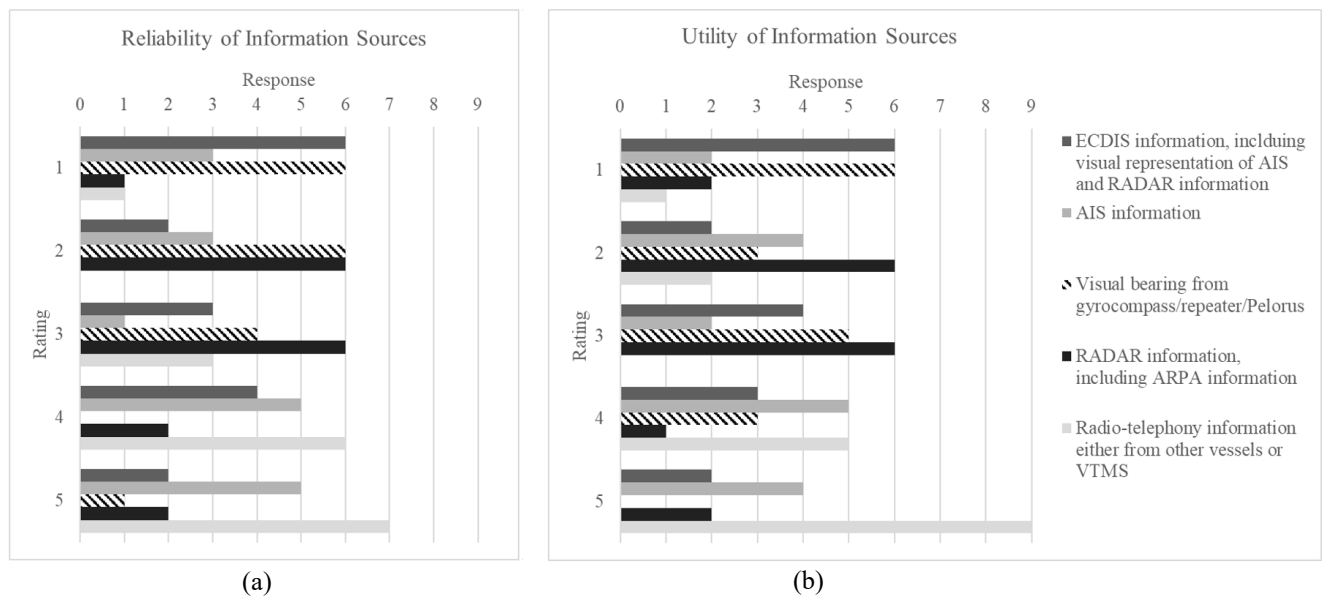 Reliability of Information Sources
Response
0 1 2 3 4 5 6 7 8 9
Rating
1
2
3
4
5
(a)
Utility of Information Sources
Response
0 1 2 3 4 5 6 7 8 9
Rating
1
2
3
4
5
(b)
ECDIS information, inclduing
visual representation of AIS
and RADAR information
AIS information
Visual bearing from
gyrocompass/repeater/Pelorus
RADAR information,
including ARPA information
Radio-telephony information
either from other vessels or
VTMS